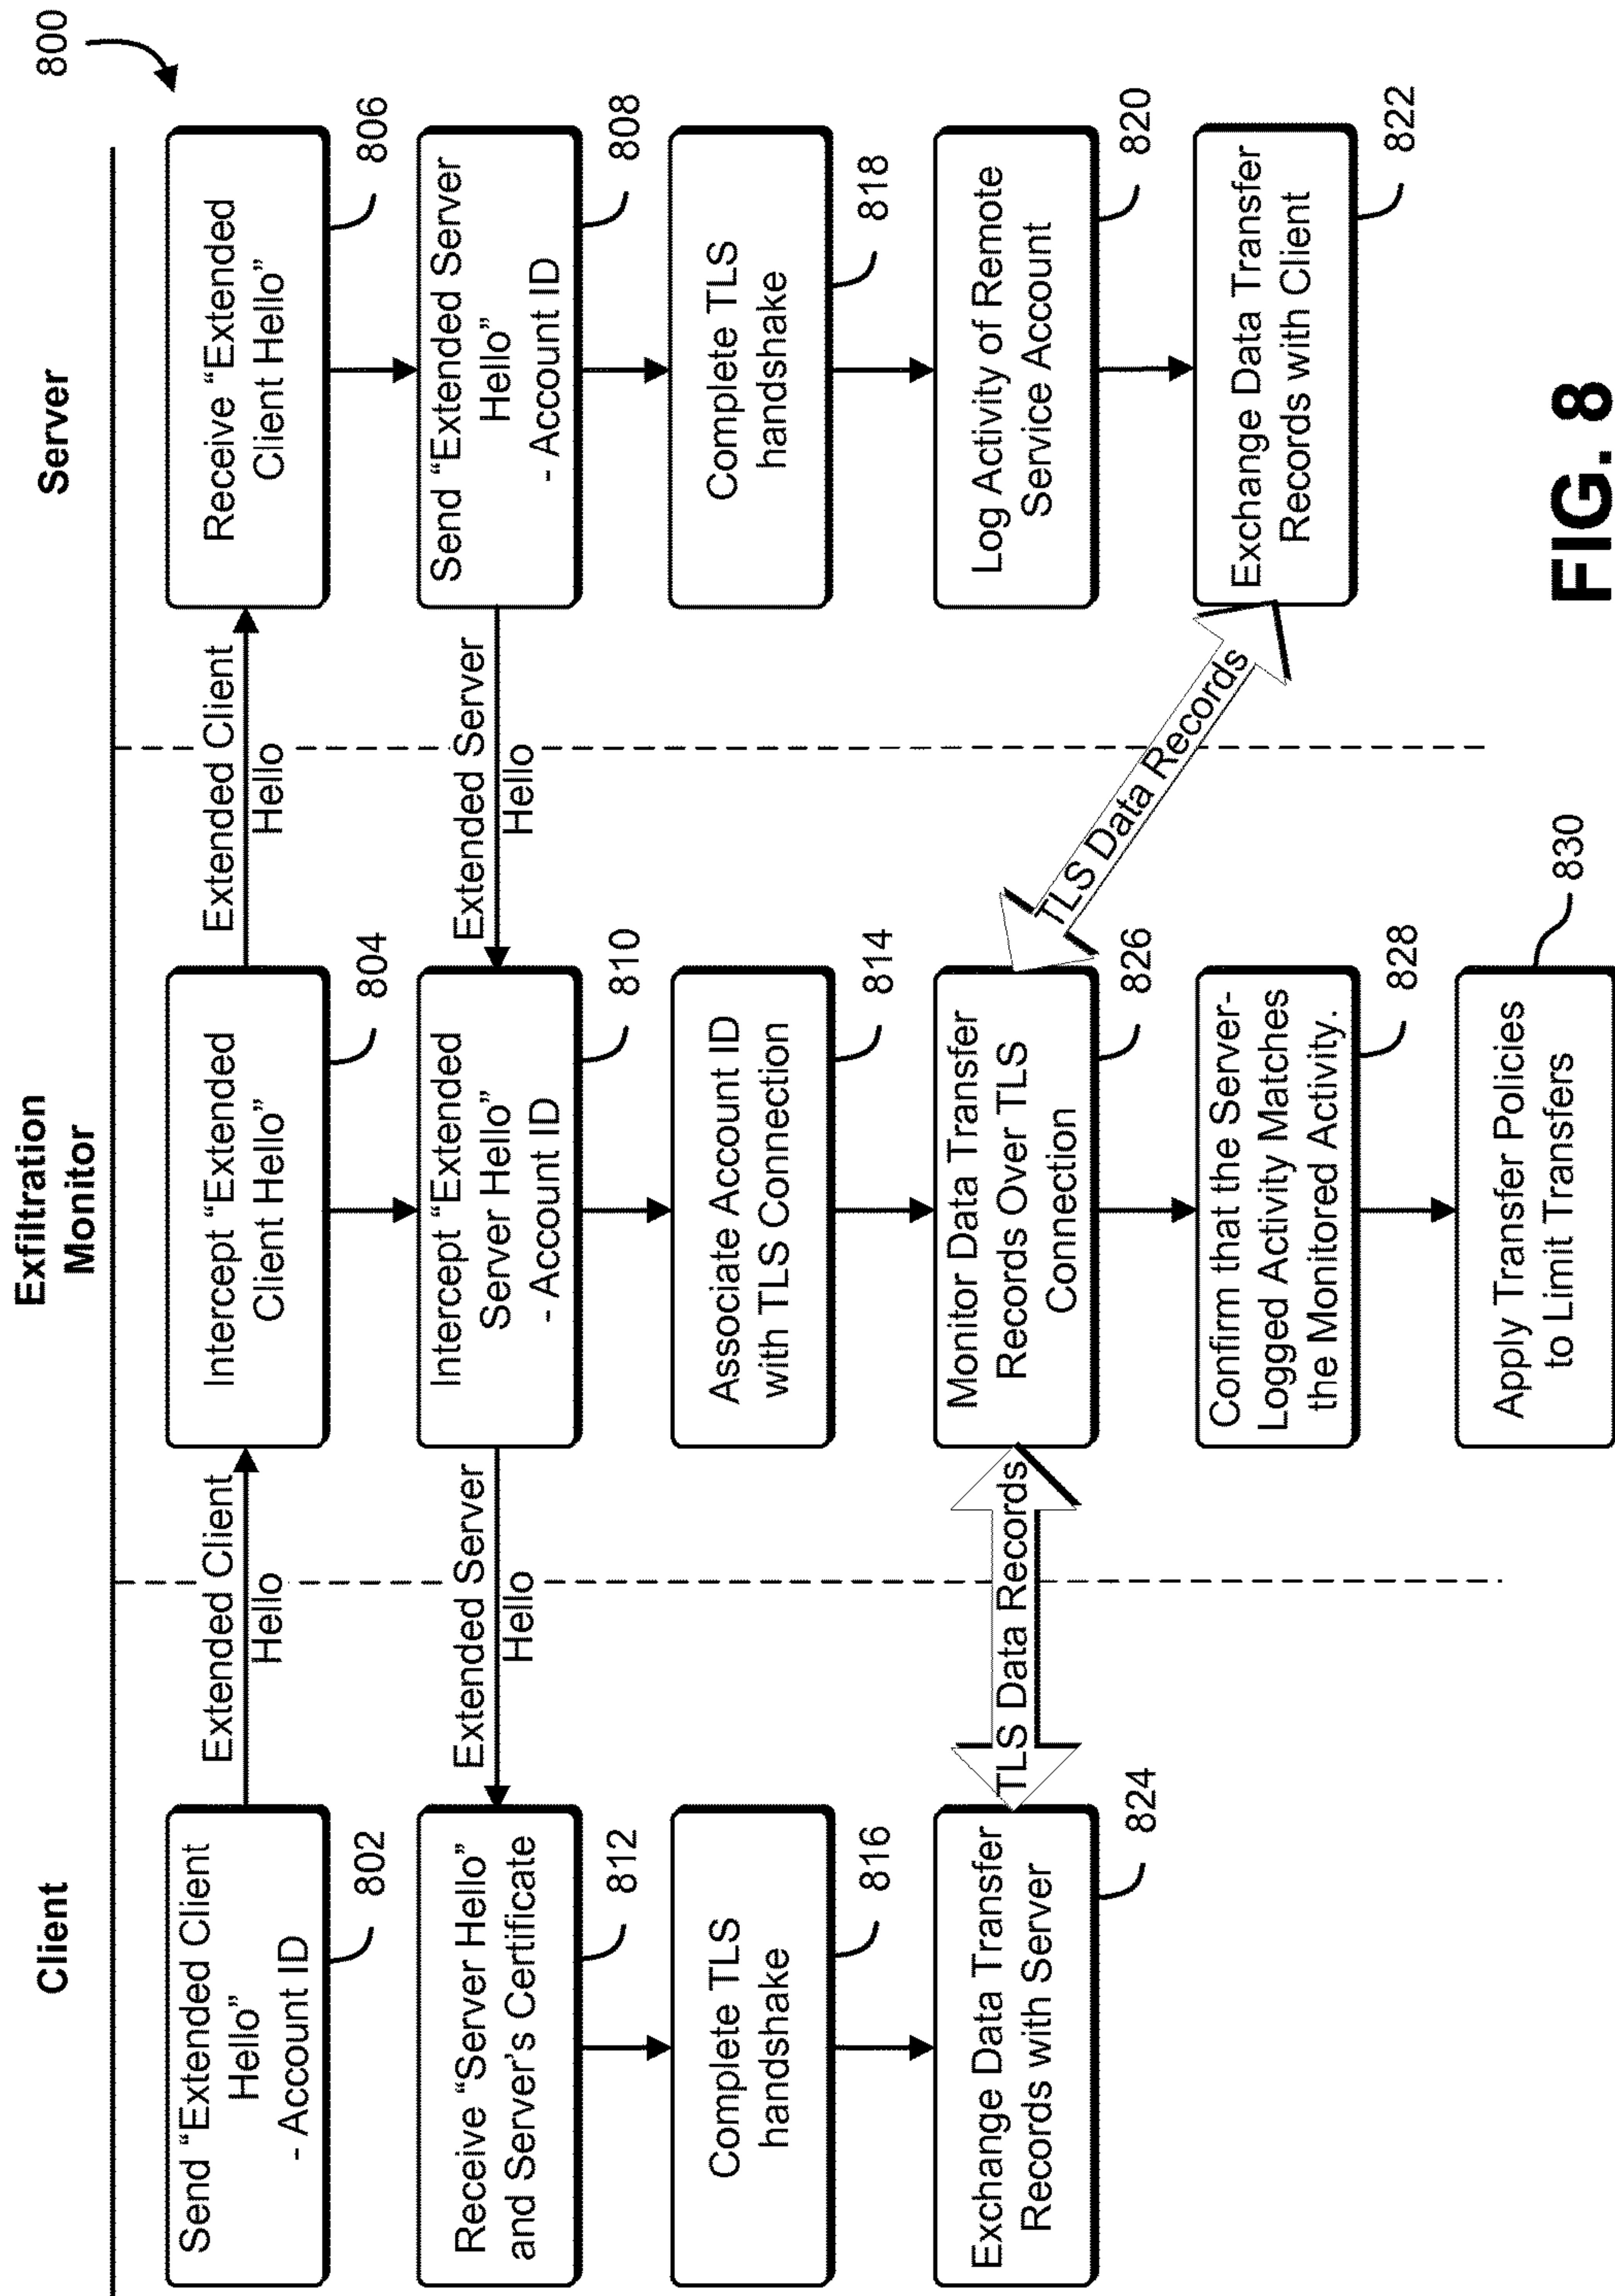 800
Client
Exfiltration
Monitor
Server
Send “Extended Client
Hello”
- Account ID
802
Extended Client
Hello
Intercept “Extended
Client Hello”
804
Extended Client
Hello
Receive “Extended
Client Hello”
806
Receive “Server Hello”
and Server’s Certificate
812
Extended Server
Hello
Intercept “Extended
Server Hello”
- Account ID
810
Extended Server
Hello
Send “Extended Server
Hello”
- Account ID
808
Complete TLS
handshake
816
Associate Account ID
with TLS Connection
814
Complete TLS
handshake
818
Exchange Data Transfer
Records with Server
824
TLS Data Records
Monitor Data Transfer
Records Over TLS
Connection
826
TLS Data Records
Log Activity of Remote
Service Account
820
Confirm that the Server-
Logged Activity Matches
the Monitored Activity.
828
Exchange Data Transfer
Records with Client
822
Apply Transfer Policies
to Limit Transfers
830
FIG. 8